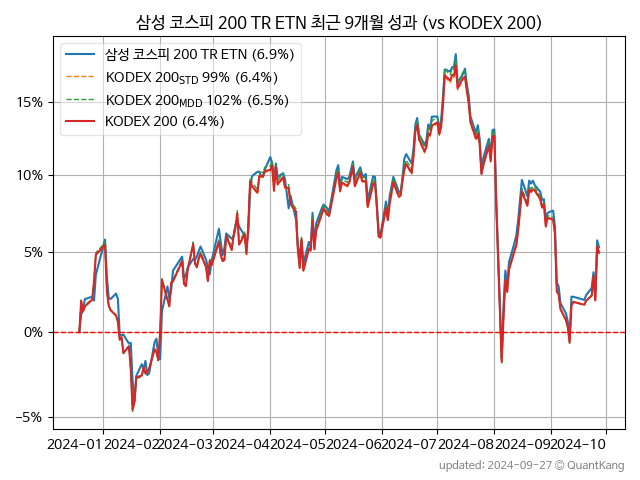 삼성 코스피 200 TR ETN 최근 9개월 성과 (vs KODEX 200)
삼성 코스피 200 TR ETN (6.9%)
KODEX 200STD 99% (6.4%)
KODEX 200MDD 102% (6.5%)
KODEX 200 (6.4%)
15%
10%
5%
0%
−5%
2024-01 2024-02 2024-03 2024-04 2024-05 2024-06 2024-07 2024-08 2024-09 2024-10
updated: 2024-09-27 © QuantKang